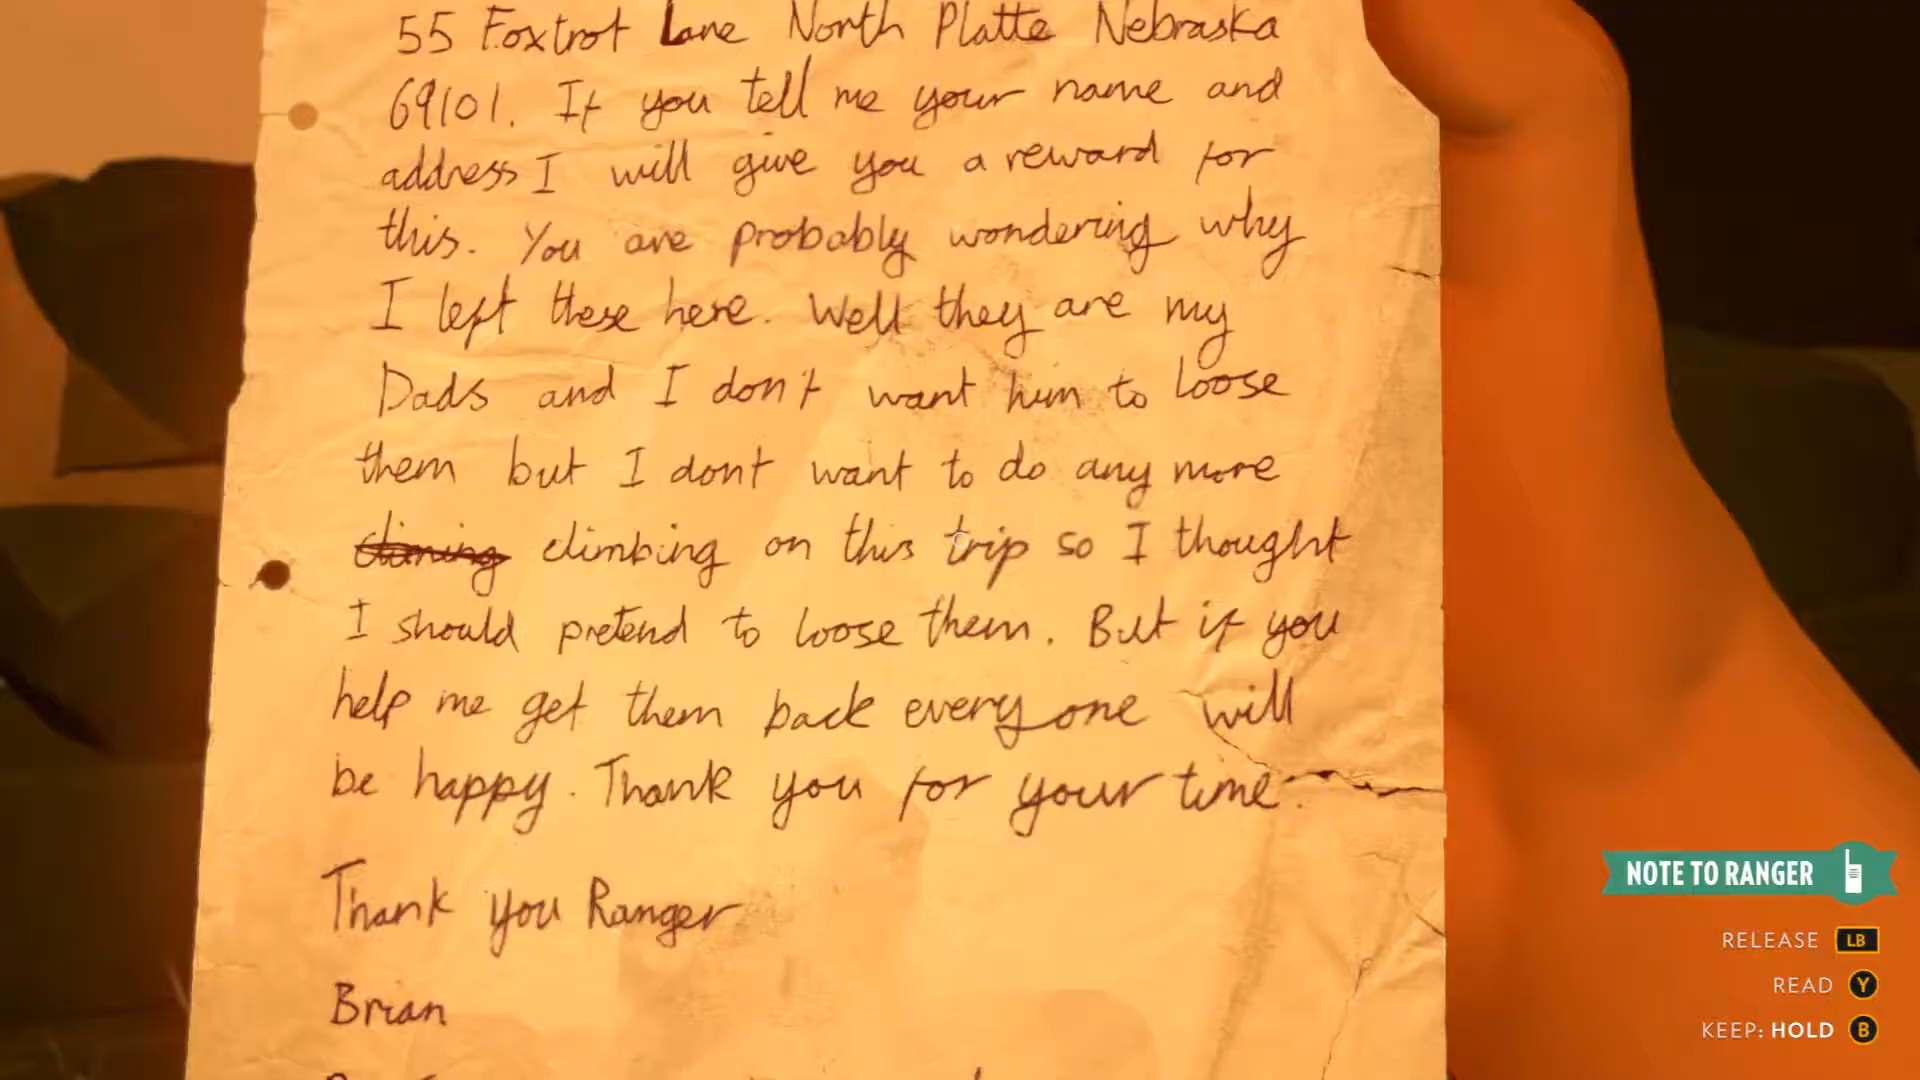 55 Foxtrot Lane North Platte Nebraska
69101. If you tell me your name and
address I will give you a reward for
this. You are probably wondering why
I left these here. Well they are my
Dads and I don't want him to loose
them but I dont want to do any more
climing climbing on this trip so I thought
I should pretend to loose them. But if you
help me get them back everyone will
be happy. Thank you for your time.
Thank you Ranger
Brian
NOTE TO RANGER
RELEASE LB
READ Y
KEEP: HOLD B